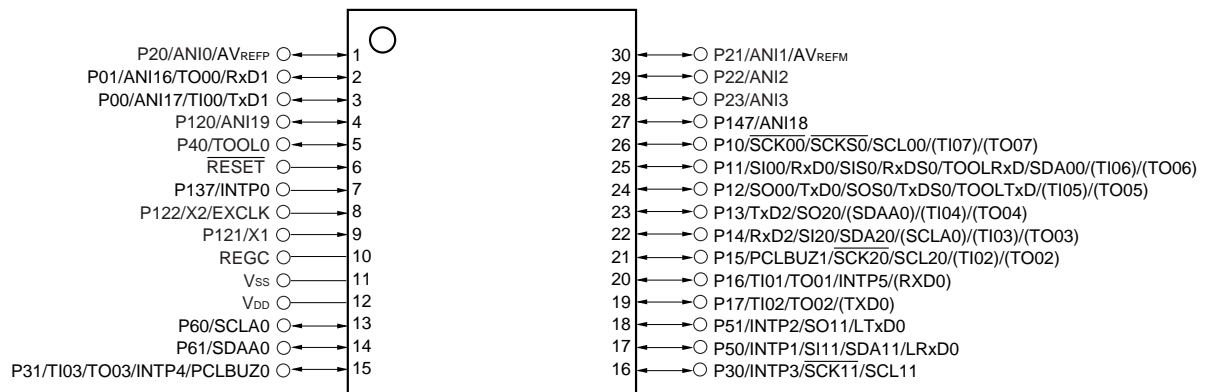 P20/ANI0/AVREFP 1
P01/ANI16/TO00/RxD1 2
P00/ANI17/TI00/TxD1 3
P120/ANI19 4
P40/TOOL0 5
RESET 6
P137/INTP0 7
P122/X2/EXCLK 8
P121/X1 9
REGC 10
VSS 11
VDD 12
P60/SCLA0 13
P61/SDAA0 14
P31/TI03/TO03/INTP4/PCLBUZ0 15
30 P21/ANI1/AVREFM
29 P22/ANI2
28 P23/ANI3
27 P147/ANI18
26 P10/SCK00/SCKS0/SCL00/(TI07)/(TO07)
25 P11/SI00/RxD0/SIS0/RxDS0/TOOLRxD/SDA00/(TI06)/(TO06)
24 P12/SO00/TxD0/SOS0/TxDS0/TOOLTxD/(TI05)/(TO05)
23 P13/TxD2/SO20/(SDAA0)/(TI04)/(TO04)
22 P14/RxD2/SI20/SDA20/(SCLA0)/(TI03)/(TO03)
21 P15/PCLBUZ1/SCK20/SCL20/(TI02)/(TO02)
20 P16/TI01/TO01/INTP5/(RXD0)
19 P17/TI02/TO02/(TXD0)
18 P51/INTP2/SO11/LTxD0
17 P50/INTP1/SI11/SDA11/LRxD0
16 P30/INTP3/SCK11/SCL11